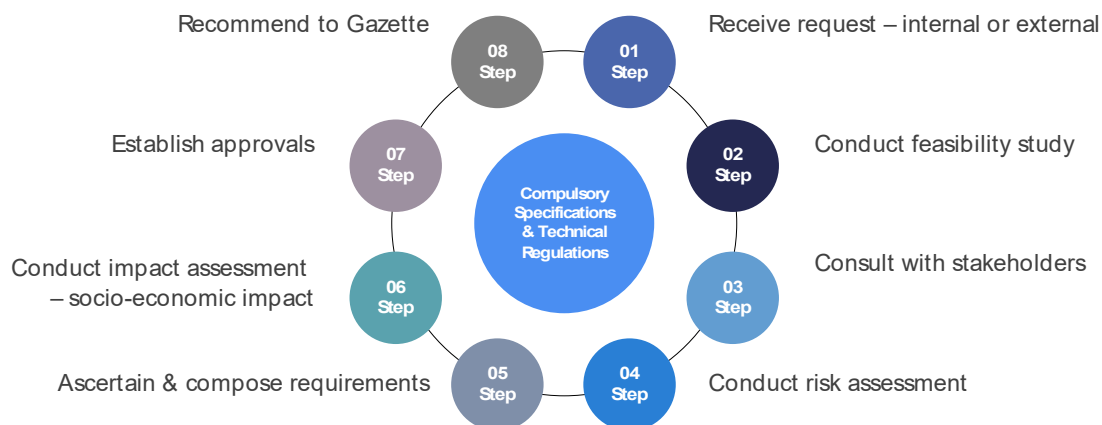 Receive request – internal or external
01
Step
Conduct feasibility study
02
Step
Consult with stakeholders
03
Step
Conduct risk assessment
04
Step
Ascertain & compose requirements
05
Step
Conduct impact assessment
– socio-economic impact
06
Step
Establish approvals
07
Step
Recommend to Gazette
08
Step
Compulsory
Specifications
& Technical
Regulations